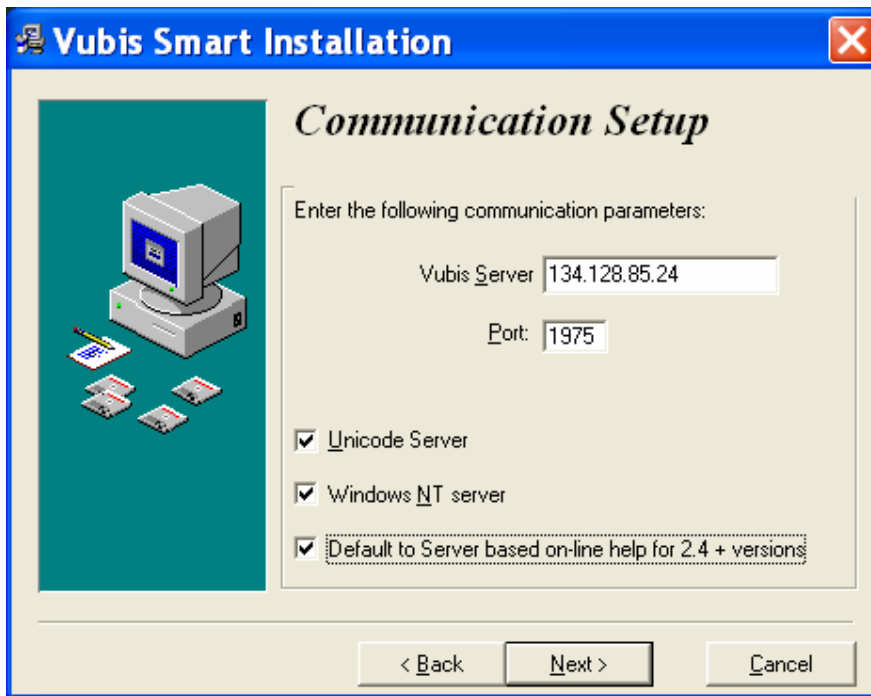 Vubis Smart Installation
Communication Setup
Enter the following communication parameters:
Vubis Server 134.128.85.24
Port: 1975
Unicode Server
Windows NT server
Default to Server based on-line help for 2.4 + versions
< Back Next > Cancel